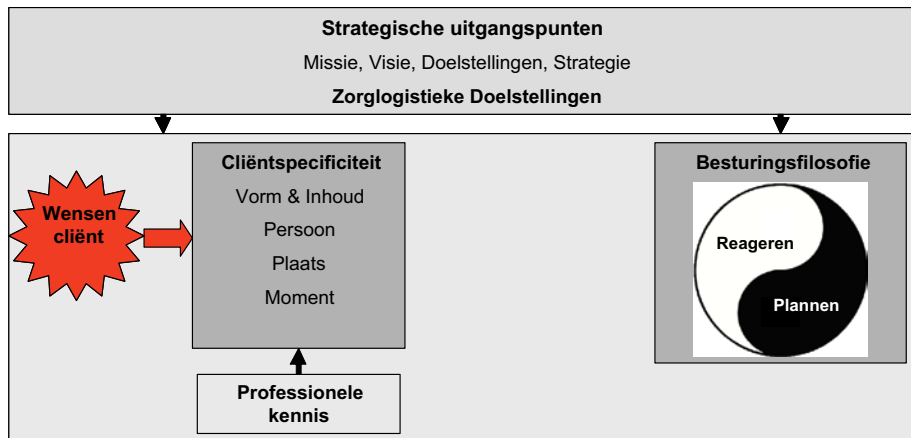 Strategische uitgangspunten
Missie, Visie, Doelstellingen, Strategie
Zorglogistieke Doelstellingen
Wensen
cliënt
Cliëntspecificiteit
Vorm & Inhoud
Persoon
Plaats
Moment
Professionele
kennis
Besturingsfilosofie
Reageren
Plannen